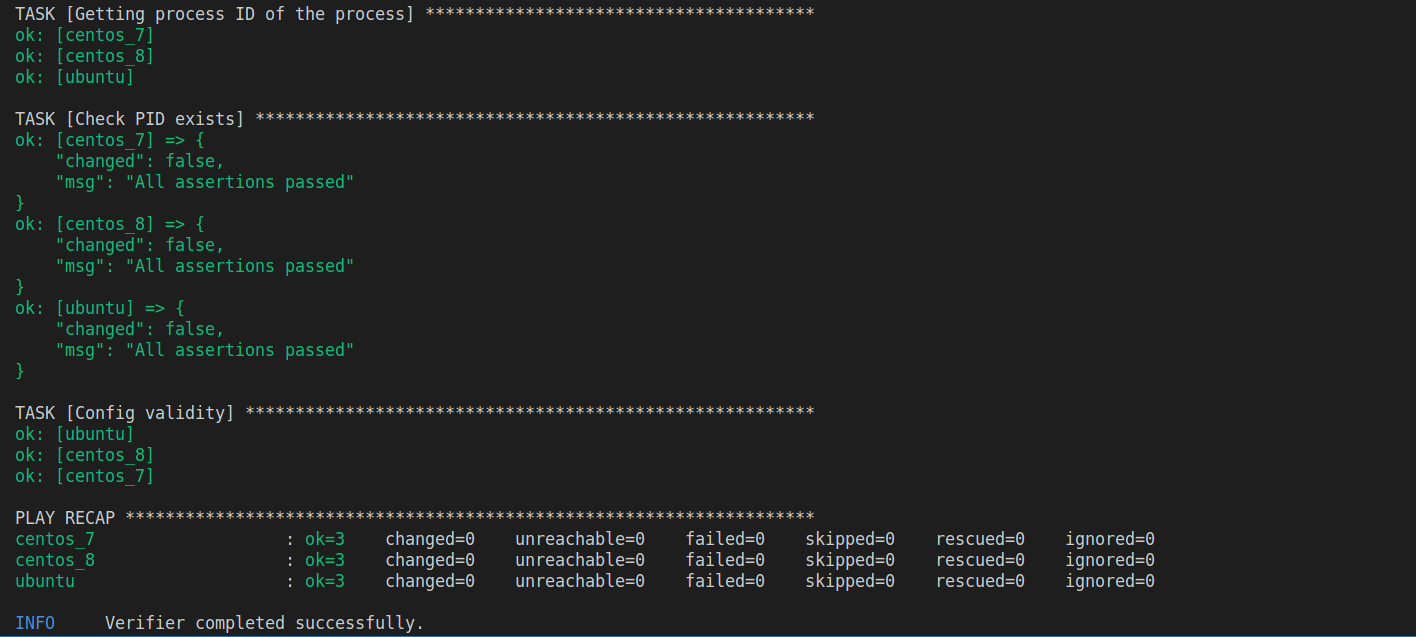 TASK [Getting process ID of the process] ***************************************
ok: [centos_7]
ok: [centos_8]
ok: [ubuntu]
TASK [Check PID exists] ********************************************************
ok: [centos_7] => {
    "changed": false,
    "msg": "All assertions passed"
}
ok: [centos_8] => {
    "changed": false,
    "msg": "All assertions passed"
}
ok: [ubuntu] => {
    "changed": false,
    "msg": "All assertions passed"
}
TASK [Config validity] *********************************************************
ok: [ubuntu]
ok: [centos_8]
ok: [centos_7]
PLAY RECAP *********************************************************************
centos_7                   : ok=3    changed=0    unreachable=0    failed=0    skipped=0    rescued=0    ignored=0
centos_8                   : ok=3    changed=0    unreachable=0    failed=0    skipped=0    rescued=0    ignored=0
ubuntu                     : ok=3    changed=0    unreachable=0    failed=0    skipped=0    rescued=0    ignored=0
INFO     Verifier completed successfully.